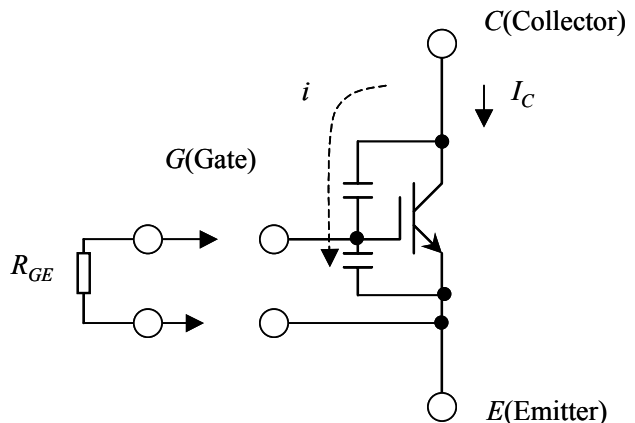 C(Collector)
i
I_C
G(Gate)
R_GE
E(Emitter)